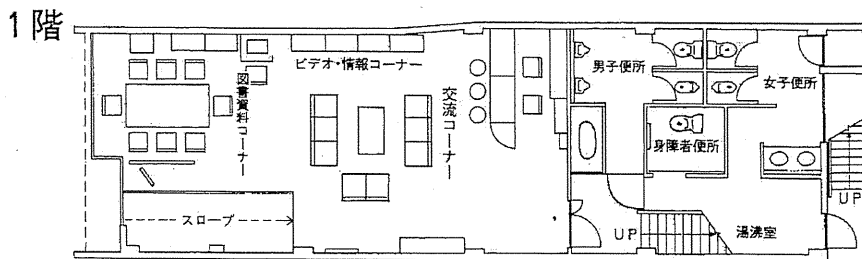 1階
ビデオ・情報コーナー
図書資料コーナー
交流コーナー
スロープ
男子便所
女子便所
身障者便所
湯沸室
UP
UP